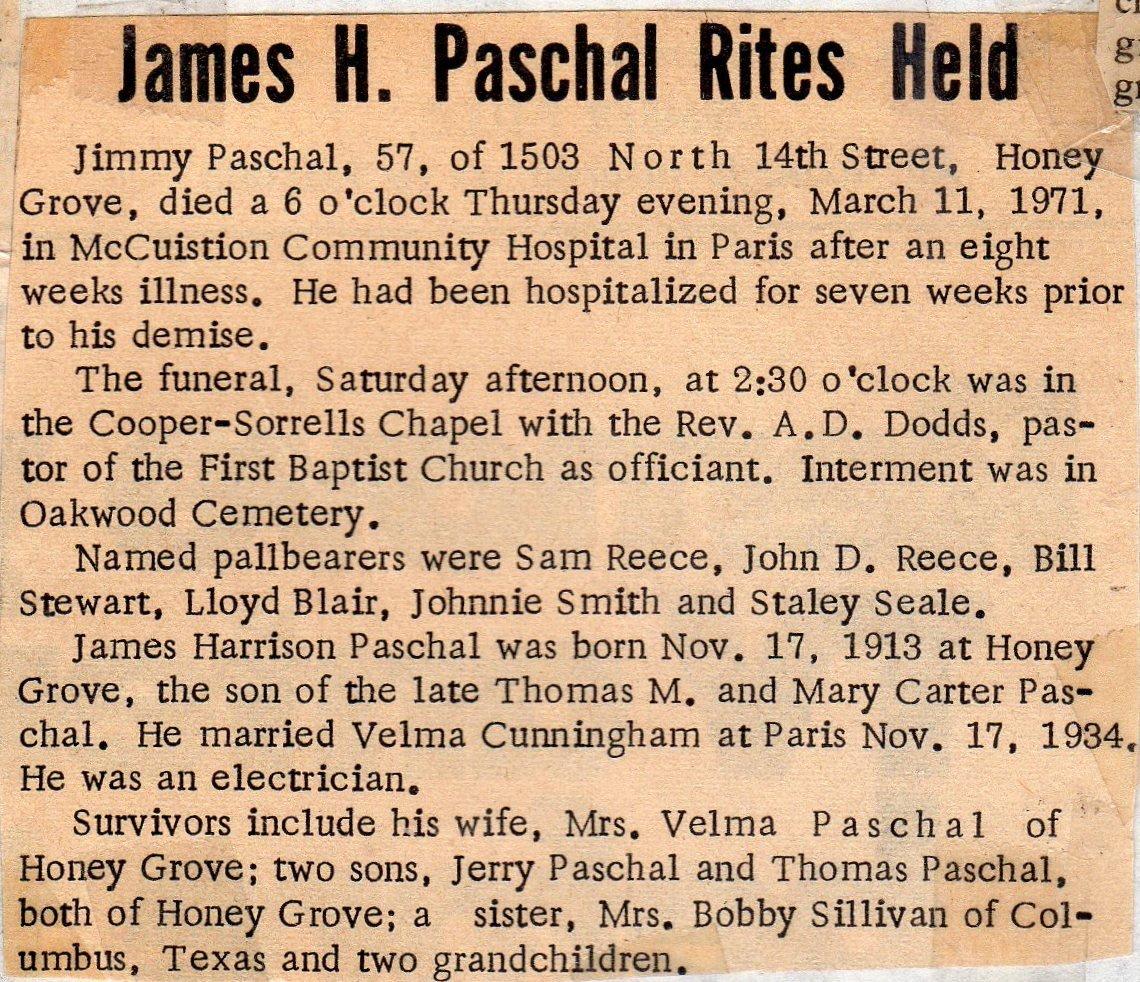 James H. Paschal Rites Held
Jimmy Paschal, 57, of 1503 North 14th Street, Honey
Grove, died a 6 o'clock Thursday evening, March 11, 1971,
in McCuistion Community Hospital in Paris after an eight
weeks illness. He had been hospitalized for seven weeks prior
to his demise.
The funeral, Saturday afternoon, at 2:30 o'clock was in
the Cooper-Sorrells Chapel with the Rev. A.D. Dodds, pas-
tor of the First Baptist Church as officiant. Interment was in
Oakwood Cemetery.
Named pallbearers were Sam Reece, John D. Reece, Bill
Stewart, Lloyd Blair, Johnnie Smith and Staley Seale.
James Harrison Paschal was born Nov. 17, 1913 at Honey
Grove, the son of the late Thomas M. and Mary Carter Pas-
chal. He married Velma Cunningham at Paris Nov. 17, 1934.
He was an electrician.
Survivors include his wife, Mrs. Velma Paschal of
Honey Grove; two sons, Jerry Paschal and Thomas Paschal,
both of Honey Grove; a sister, Mrs. Bobby Sillivan of Col-
umbus, Texas and two grandchildren.